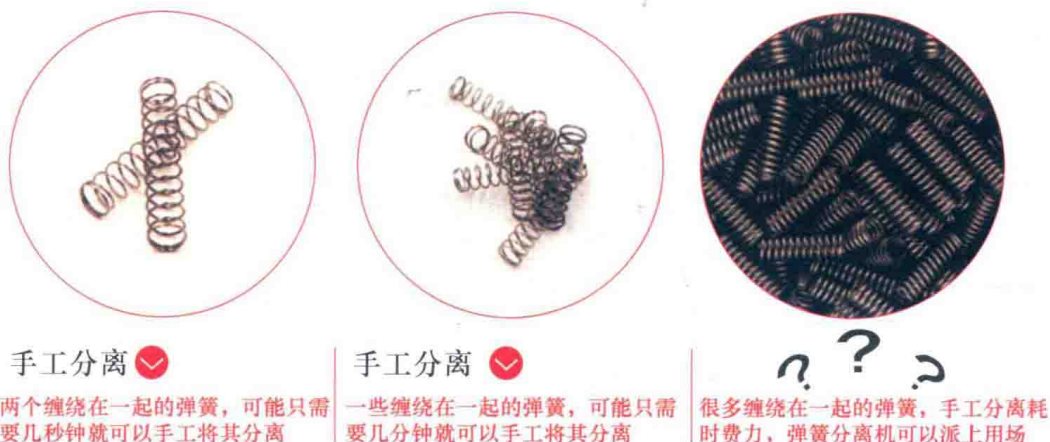 手工分离
两个缠绕在一起的弹簧，可能只需
要几秒钟就可以手工将其分离
手工分离
一些缠绕在一起的弹簧，可能只需
要几分钟就可以手工将其分离
? ? ?
很多缠绕在一起的弹簧，手工分离耗
时费力，弹簧分离机可以派上用场